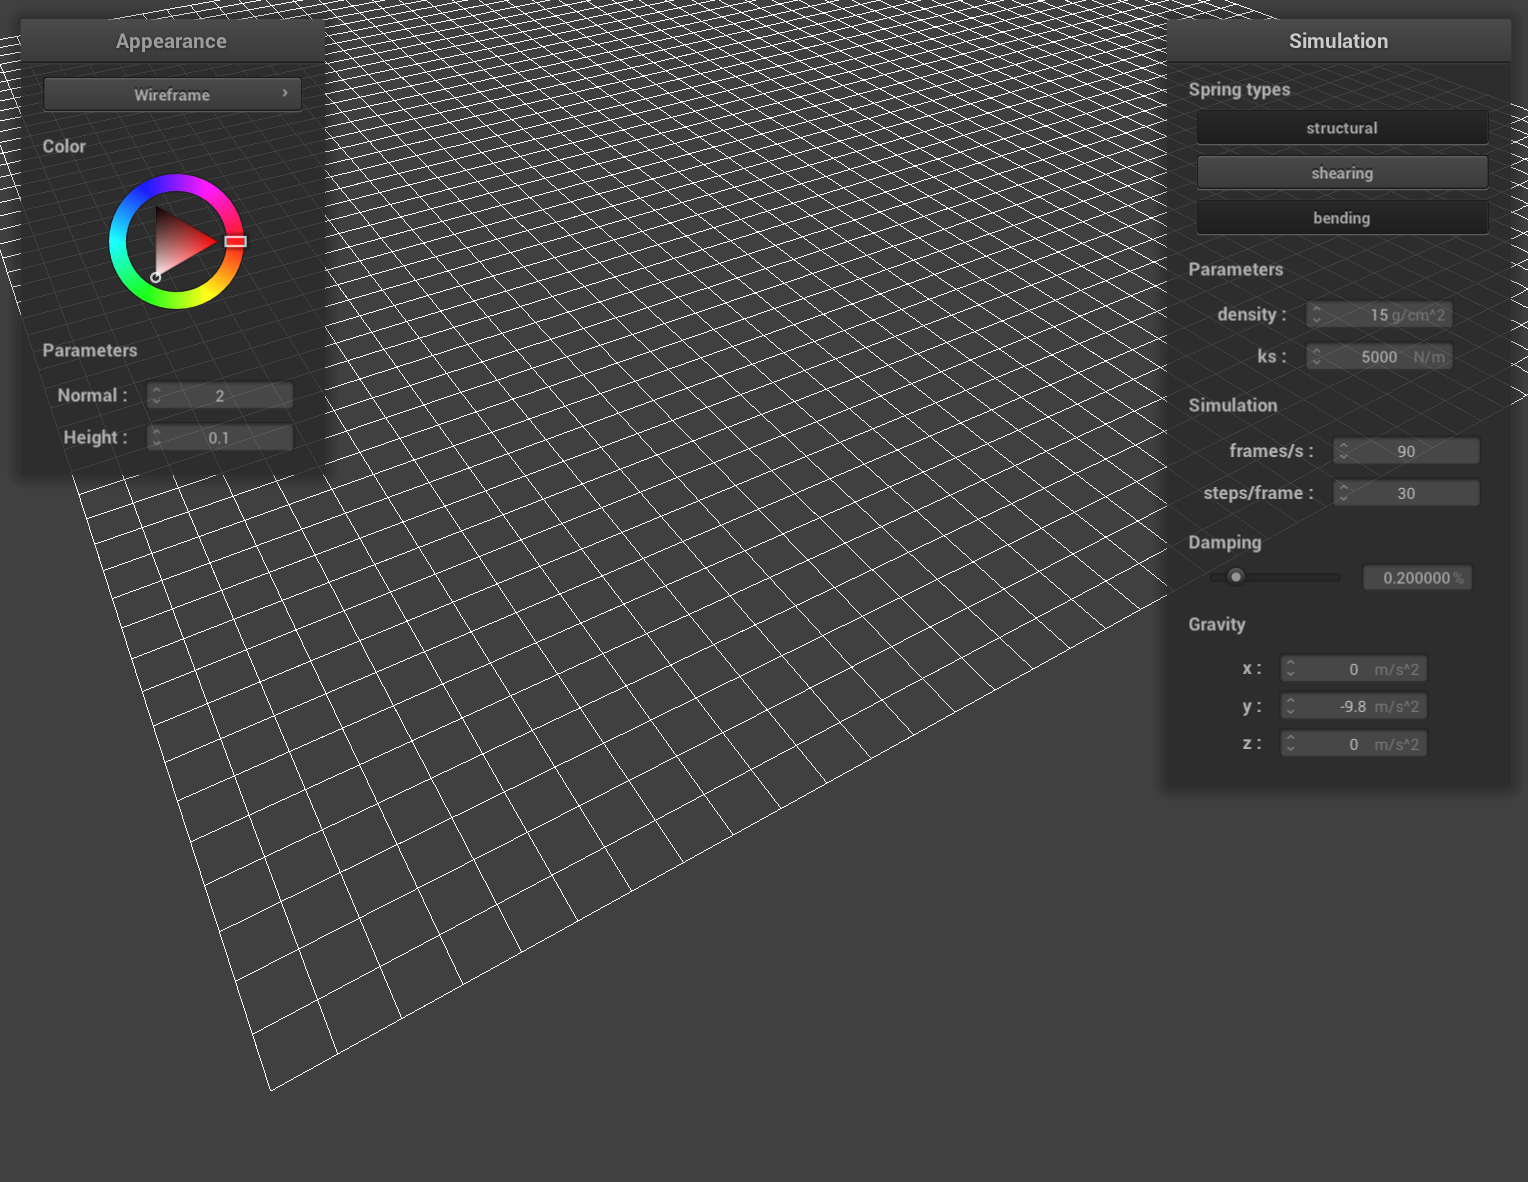 Appearance
Wireframe ›
Color
Parameters
Normal : 2
Height : 0.1
Simulation
Spring types
structural
shearing
bending
Parameters
density : 15 g/cm^2
ks : 5000 N/m
Simulation
frames/s : 90
steps/frame : 30
Damping
0.200000 %
Gravity
x : 0 m/s^2
y : -9.8 m/s^2
z : 0 m/s^2